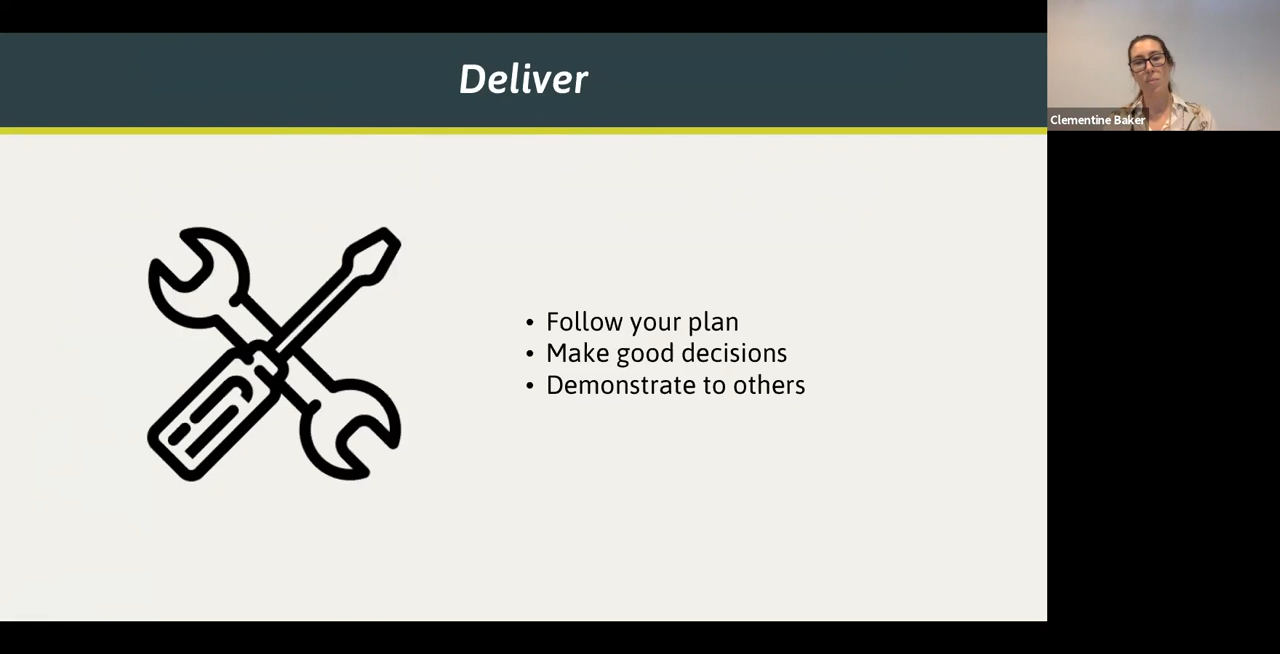 Deliver
Clementine Baker
• Follow your plan
• Make good decisions
• Demonstrate to others